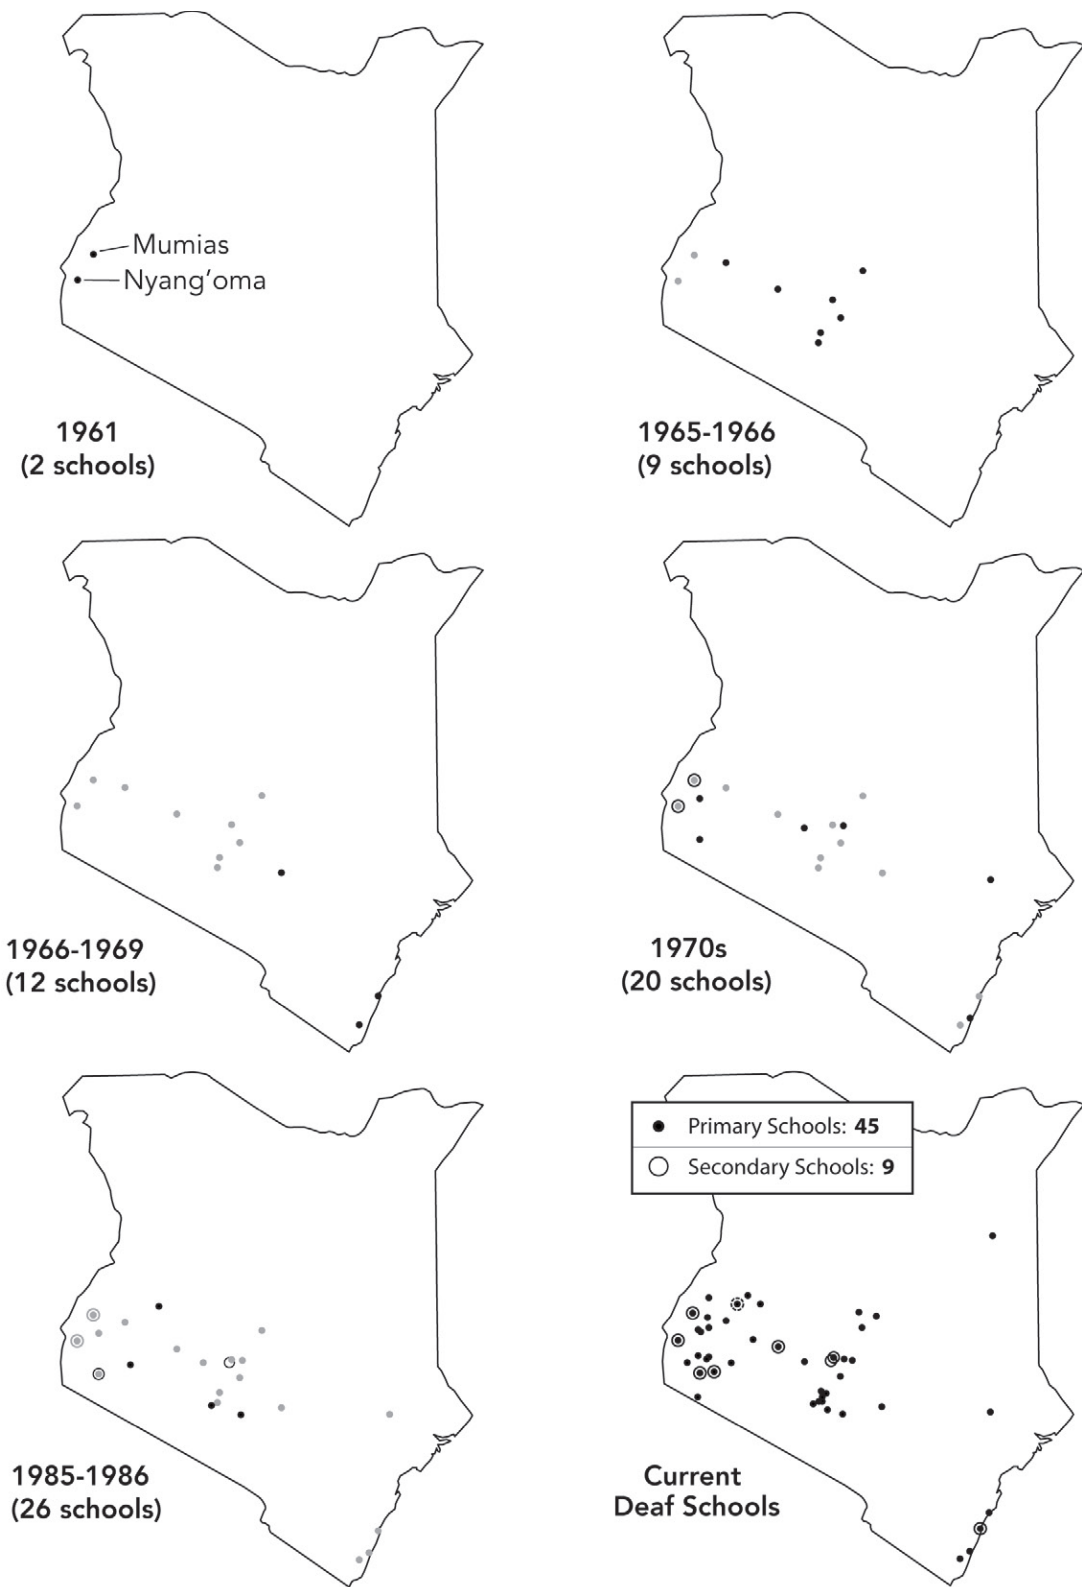 Mumias
Nyang’oma
1961
(2 schools)
1965-1966
(9 schools)
1966-1969
(12 schools)
1970s
(20 schools)
1985-1986
(26 schools)
Primary Schools: 45
Secondary Schools: 9
Current
Deaf Schools